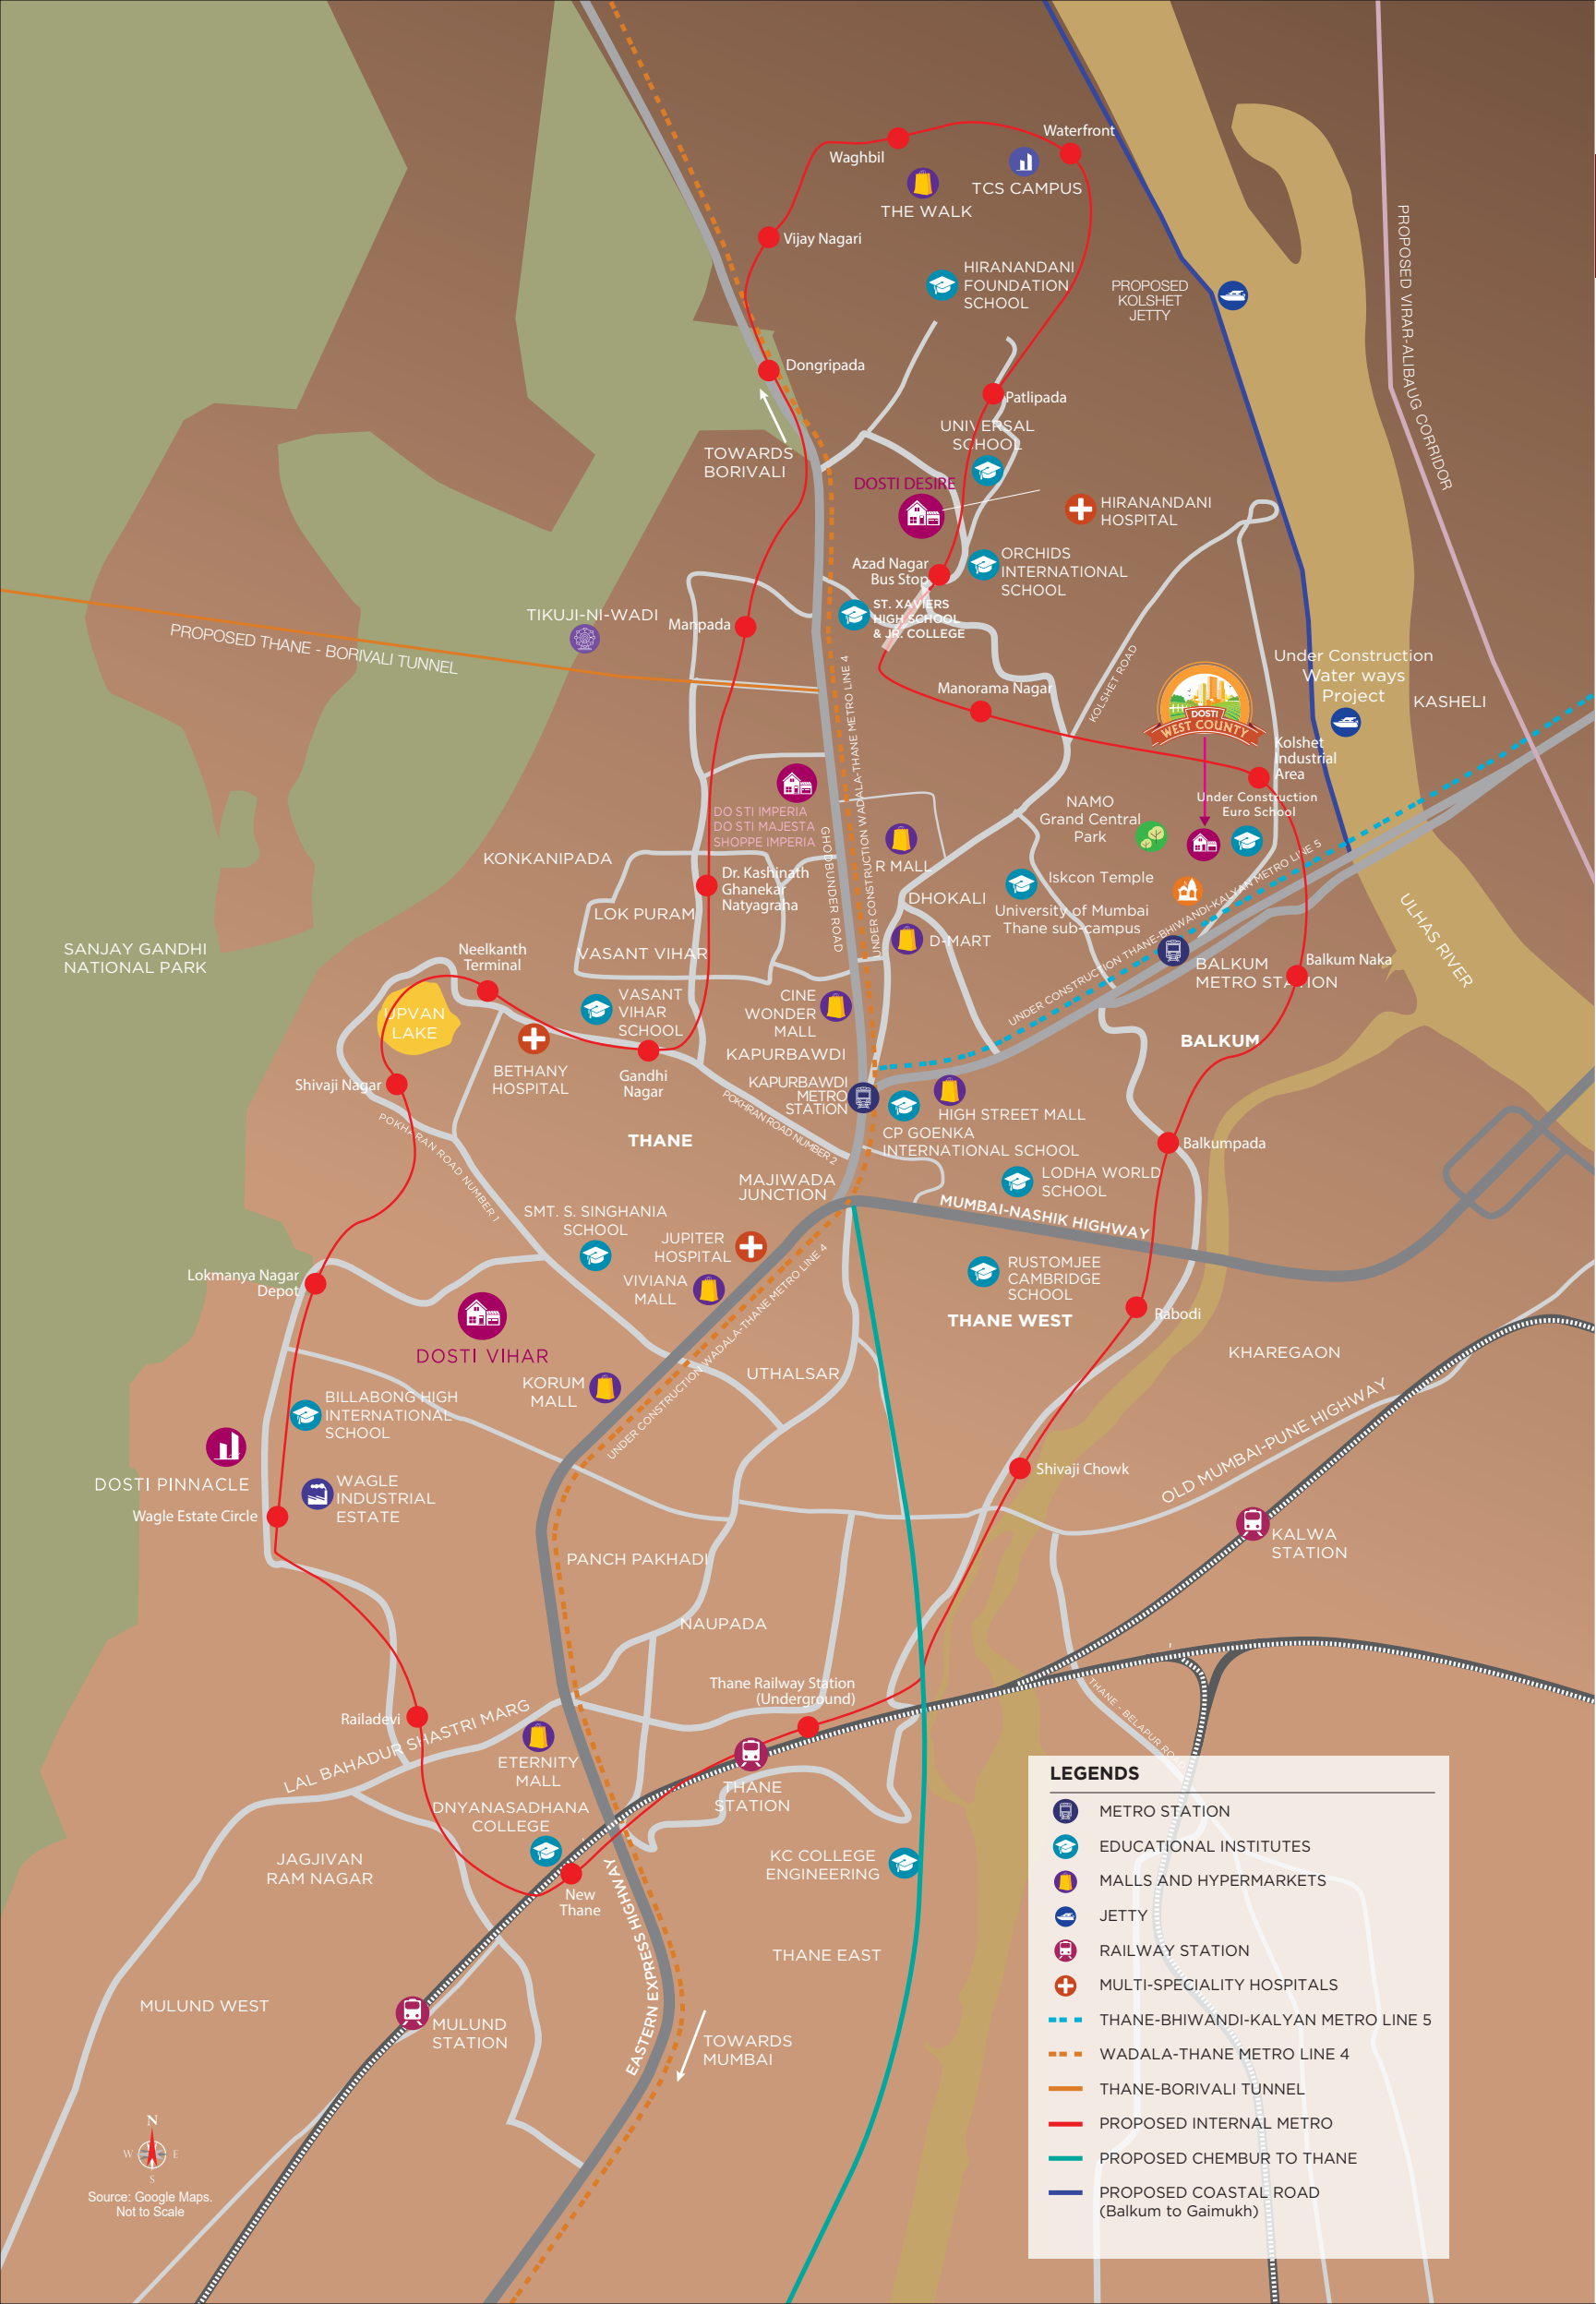 Waterfront
Waghbil
TCS CAMPUS
THE WALK
Vijay Nagari
HIRANANDANI
FOUNDATION
SCHOOL
PROPOSED
KOLSHET
JETTY
PROPOSED VIRAR-ALIBAUG CORRIDOR
Dongripada
Patlipada
UNIVERSAL
SCHOOL
TOWARDS
BORIVALI
DOSTI DESIRE
HIRANANDANI
HOSPITAL
ORCHIDS
INTERNATIONAL
SCHOOL
Azad Nagar
Bus Stop
ST. XAVIERS
HIGH SCHOOL
& JR. COLLEGE
TIKUJI-NI-WADI
Manpada
PROPOSED THANE - BORIVALI TUNNEL
Manorama Nagar
KOLSHET ROAD
DOSTI
WEST COUNTY
Under Construction
Water ways
Project
KASHELI
Kolshet
Industrial
Area
Under Construction
Euro School
NAMO
Grand Central
Park
DO STI IMPERIA
DO STI MAJESTA
SHOPPE IMPERIA
GHODBUNDER ROAD
UNDER CONSTRUCTION WADALA-THANE METRO LINE 4
R MALL
KONKANIPADA
Dr. Kashinath
Ghanekar
Natyagraha
Iskcon Temple
DHOKALI
University of Mumbai
Thane sub-campus
UNDER CONSTRUCTION THANE-BHIWANDI-KALYAN METRO LINE 5
LOK PURAM
D-MART
VASANT VIHAR
SANJAY GANDHI
NATIONAL PARK
Neelkanth
Terminal
BALKUM
METRO STATION
Balkum Naka
ULHAS RIVER
VASANT
VIHAR
SCHOOL
CINE
WONDER
MALL
UPVAN
LAKE
BALKUM
KAPURBAWDI
BETHANY
HOSPITAL
Gandhi
Nagar
Shivaji Nagar
KAPURBAWDI
METRO
STATION
HIGH STREET MALL
POKHARAN ROAD NUMBER 1
POKHRAN ROAD NUMBER 2
CP GOENKA
INTERNATIONAL SCHOOL
THANE
Balkumpada
LODHA WORLD
SCHOOL
MAJIWADA
JUNCTION
MUMBAI-NASHIK HIGHWAY
SMT. S. SINGHANIA
SCHOOL
JUPITER
HOSPITAL
VIVIANA
MALL
RUSTOMJEE
CAMBRIDGE
SCHOOL
Lokmanya Nagar
Depot
UNDER CONSTRUCTION WADALA-THANE METRO LINE 4
THANE WEST
Rabodi
DOSTI VIHAR
KHAREGAON
UTHALSAR
KORUM
MALL
BILLABONG HIGH
INTERNATIONAL
SCHOOL
OLD MUMBAI-PUNE HIGHWAY
DOSTI PINNACLE
Shivaji Chowk
WAGLE
INDUSTRIAL
ESTATE
Wagle Estate Circle
KALWA
STATION
PANCH PAKHADI
NAUPADA
Thane Railway Station
(Underground)
THANE - BELAPUR
Railadevi
LAL BAHADUR SHASTRI MARG
ETERNITY
MALL
THANE
STATION
DNYANASADHANA
COLLEGE
KC COLLEGE
ENGINEERING
JAGJIVAN
RAM NAGAR
New
Thane
EASTERN EXPRESS HIGHWAY
THANE EAST
MULUND WEST
MULUND
STATION
TOWARDS
MUMBAI
N
W E
S
Source: Google Maps.
Not to Scale
LEGENDS
METRO STATION
EDUCATIONAL INSTITUTES
MALLS AND HYPERMARKETS
JETTY
RAILWAY STATION
MULTI-SPECIALITY HOSPITALS
THANE-BHIWANDI-KALYAN METRO LINE 5
WADALA-THANE METRO LINE 4
THANE-BORIVALI TUNNEL
PROPOSED INTERNAL METRO
PROPOSED CHEMBUR TO THANE
PROPOSED COASTAL ROAD
(Balkum to Gaimukh)